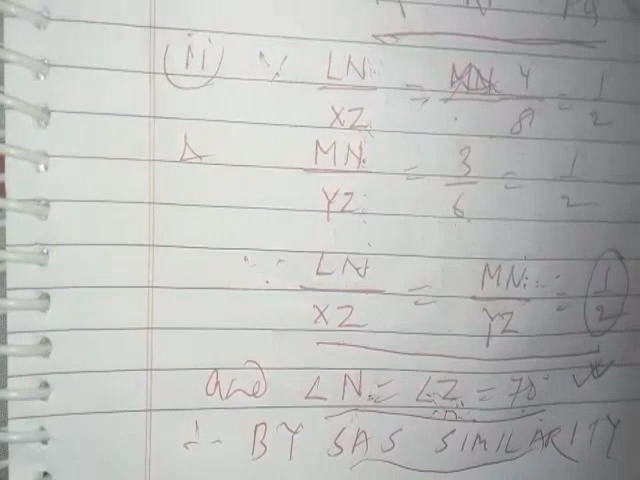 (ii) ∵ LN/XZ = 4/8 = 1/2
& MN/YZ = 3/6 = 1/2
∵ LN/XZ = MN/YZ = 1/2
and ∠N = ∠Z = 70°
∴ BY SAS SIMILARITY